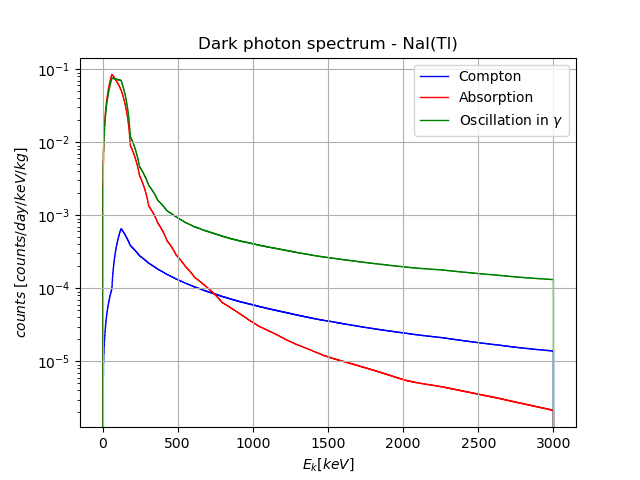 Dark photon spectrum - NaI(Tl)
Compton
Absorption
Oscillation in γ
counts [counts/day/keV/kg]
10⁻¹
10⁻²
10⁻³
10⁻⁴
10⁻⁵
0 500 1000 1500 2000 2500 3000
Eₖ[keV]